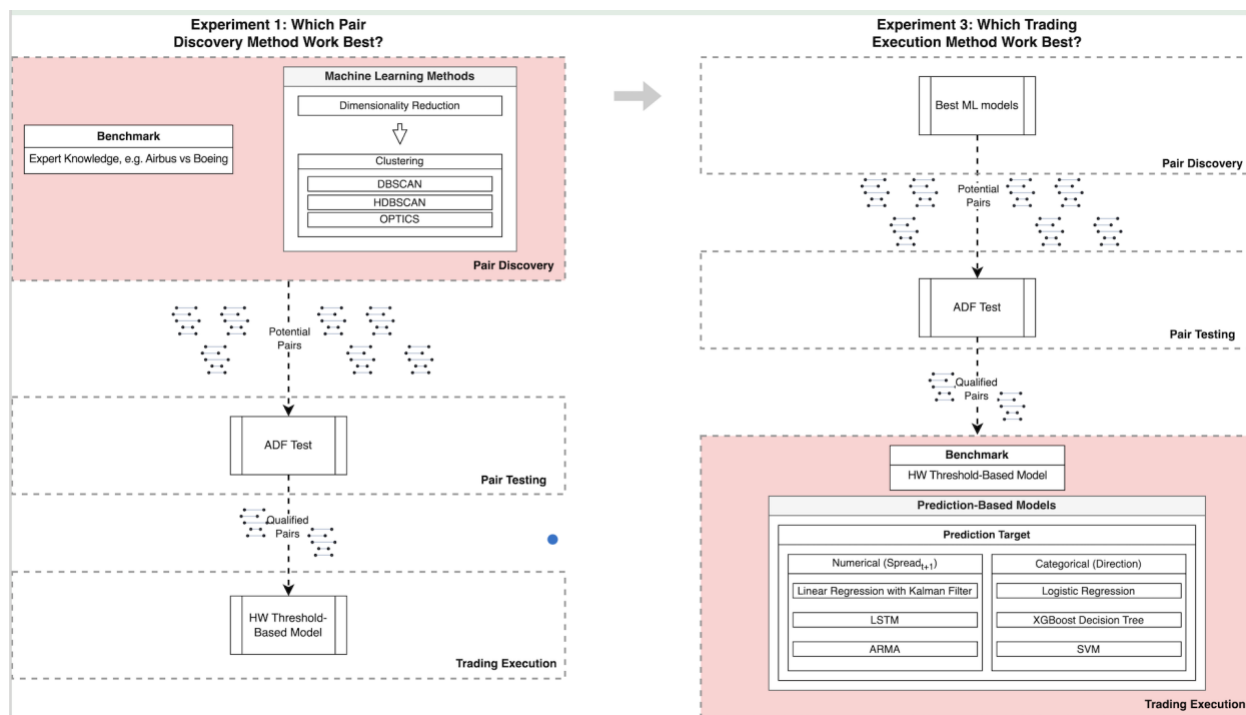 Experiment 1: Which Pair
Discovery Method Work Best?
Machine Learning Methods
Dimensionality Reduction
Benchmark
Expert Knowledge, e.g. Airbus vs Boeing
Clustering
DBSCAN
HDBSCAN
OPTICS
Pair Discovery
Potential
Pairs
ADF Test
Pair Testing
Qualified
Pairs
HW Threshold-
Based Model
Trading Execution
Experiment 3: Which Trading
Execution Method Work Best?
Best ML models
Pair Discovery
Potential
Pairs
ADF Test
Pair Testing
Qualified
Pairs
Benchmark
HW Threshold-Based Model
Prediction-Based Models
Prediction Target
Numerical (Spread_t+1)
Linear Regression with Kalman Filter
LSTM
ARMA
Categorical (Direction)
Logistic Regression
XGBoost Decision Tree
SVM
Trading Execution